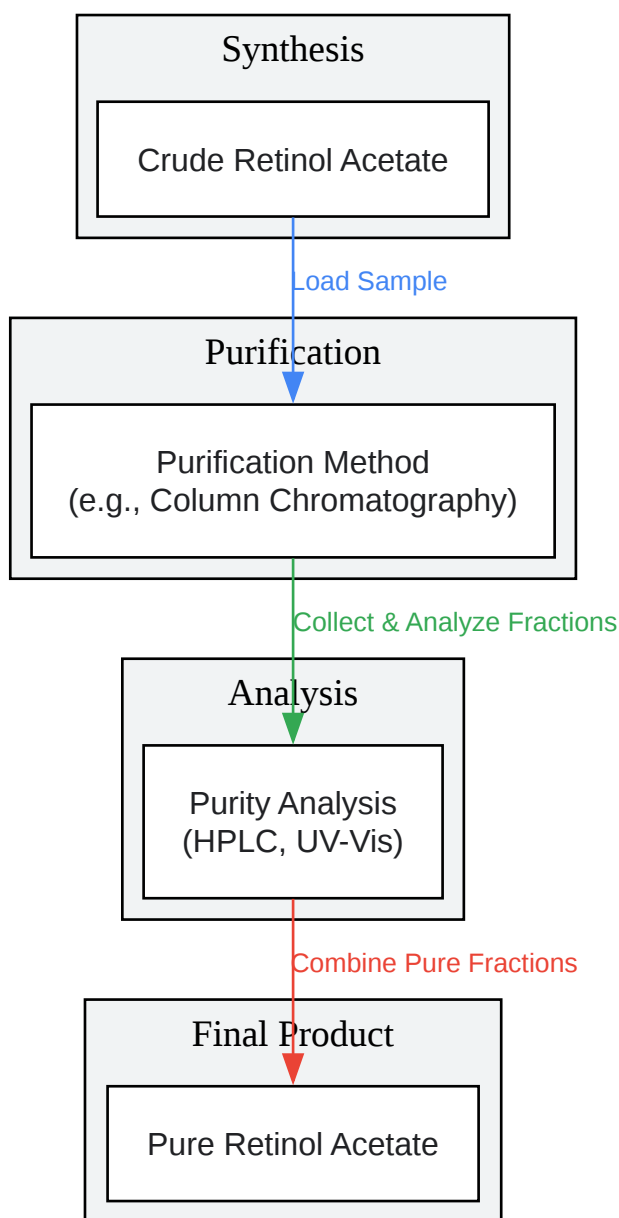 Synthesis
Crude Retinol Acetate
Load Sample
Purification
Purification Method
(e.g., Column Chromatography)
Collect & Analyze Fractions
Analysis
Purity Analysis
(HPLC, UV-Vis)
Combine Pure Fractions
Final Product
Pure Retinol Acetate